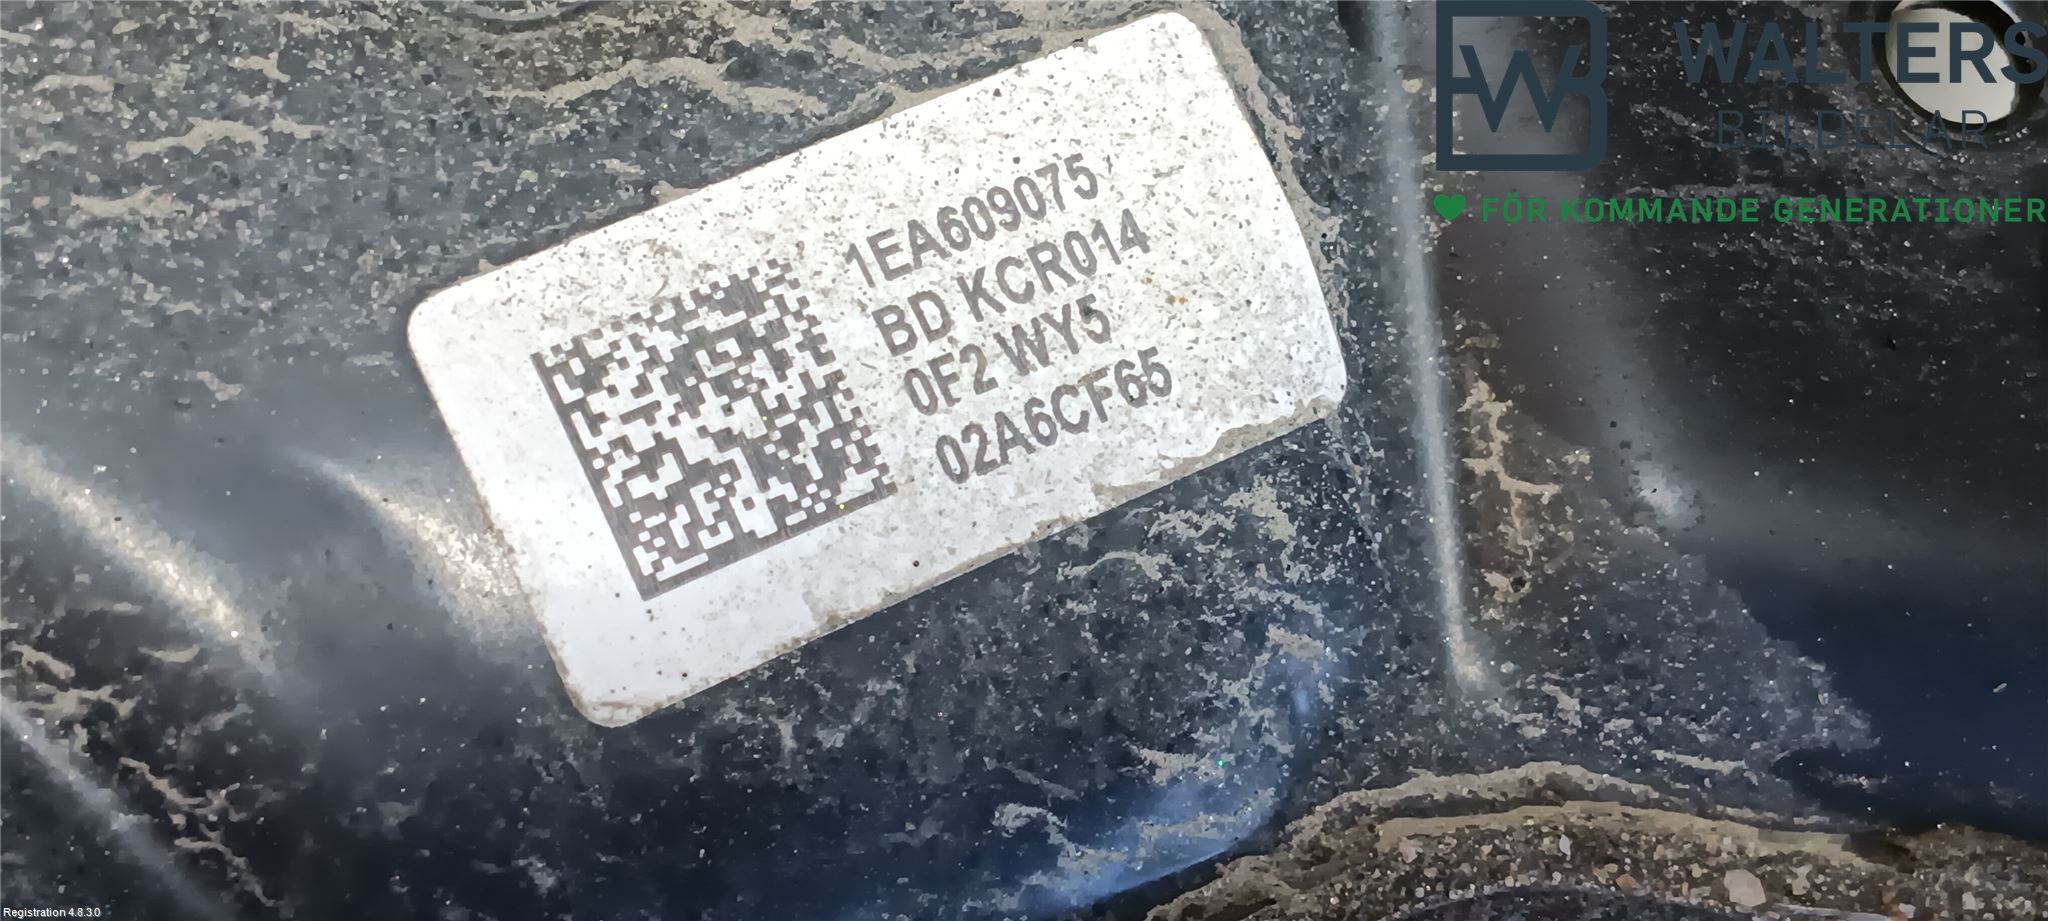 1EA609075
BD KCR014
0F2 WY5
02A6CF65
WALTERS
BILDELAR
FÖR KOMMANDE GENERATIONER
Registration 4.8.3.0